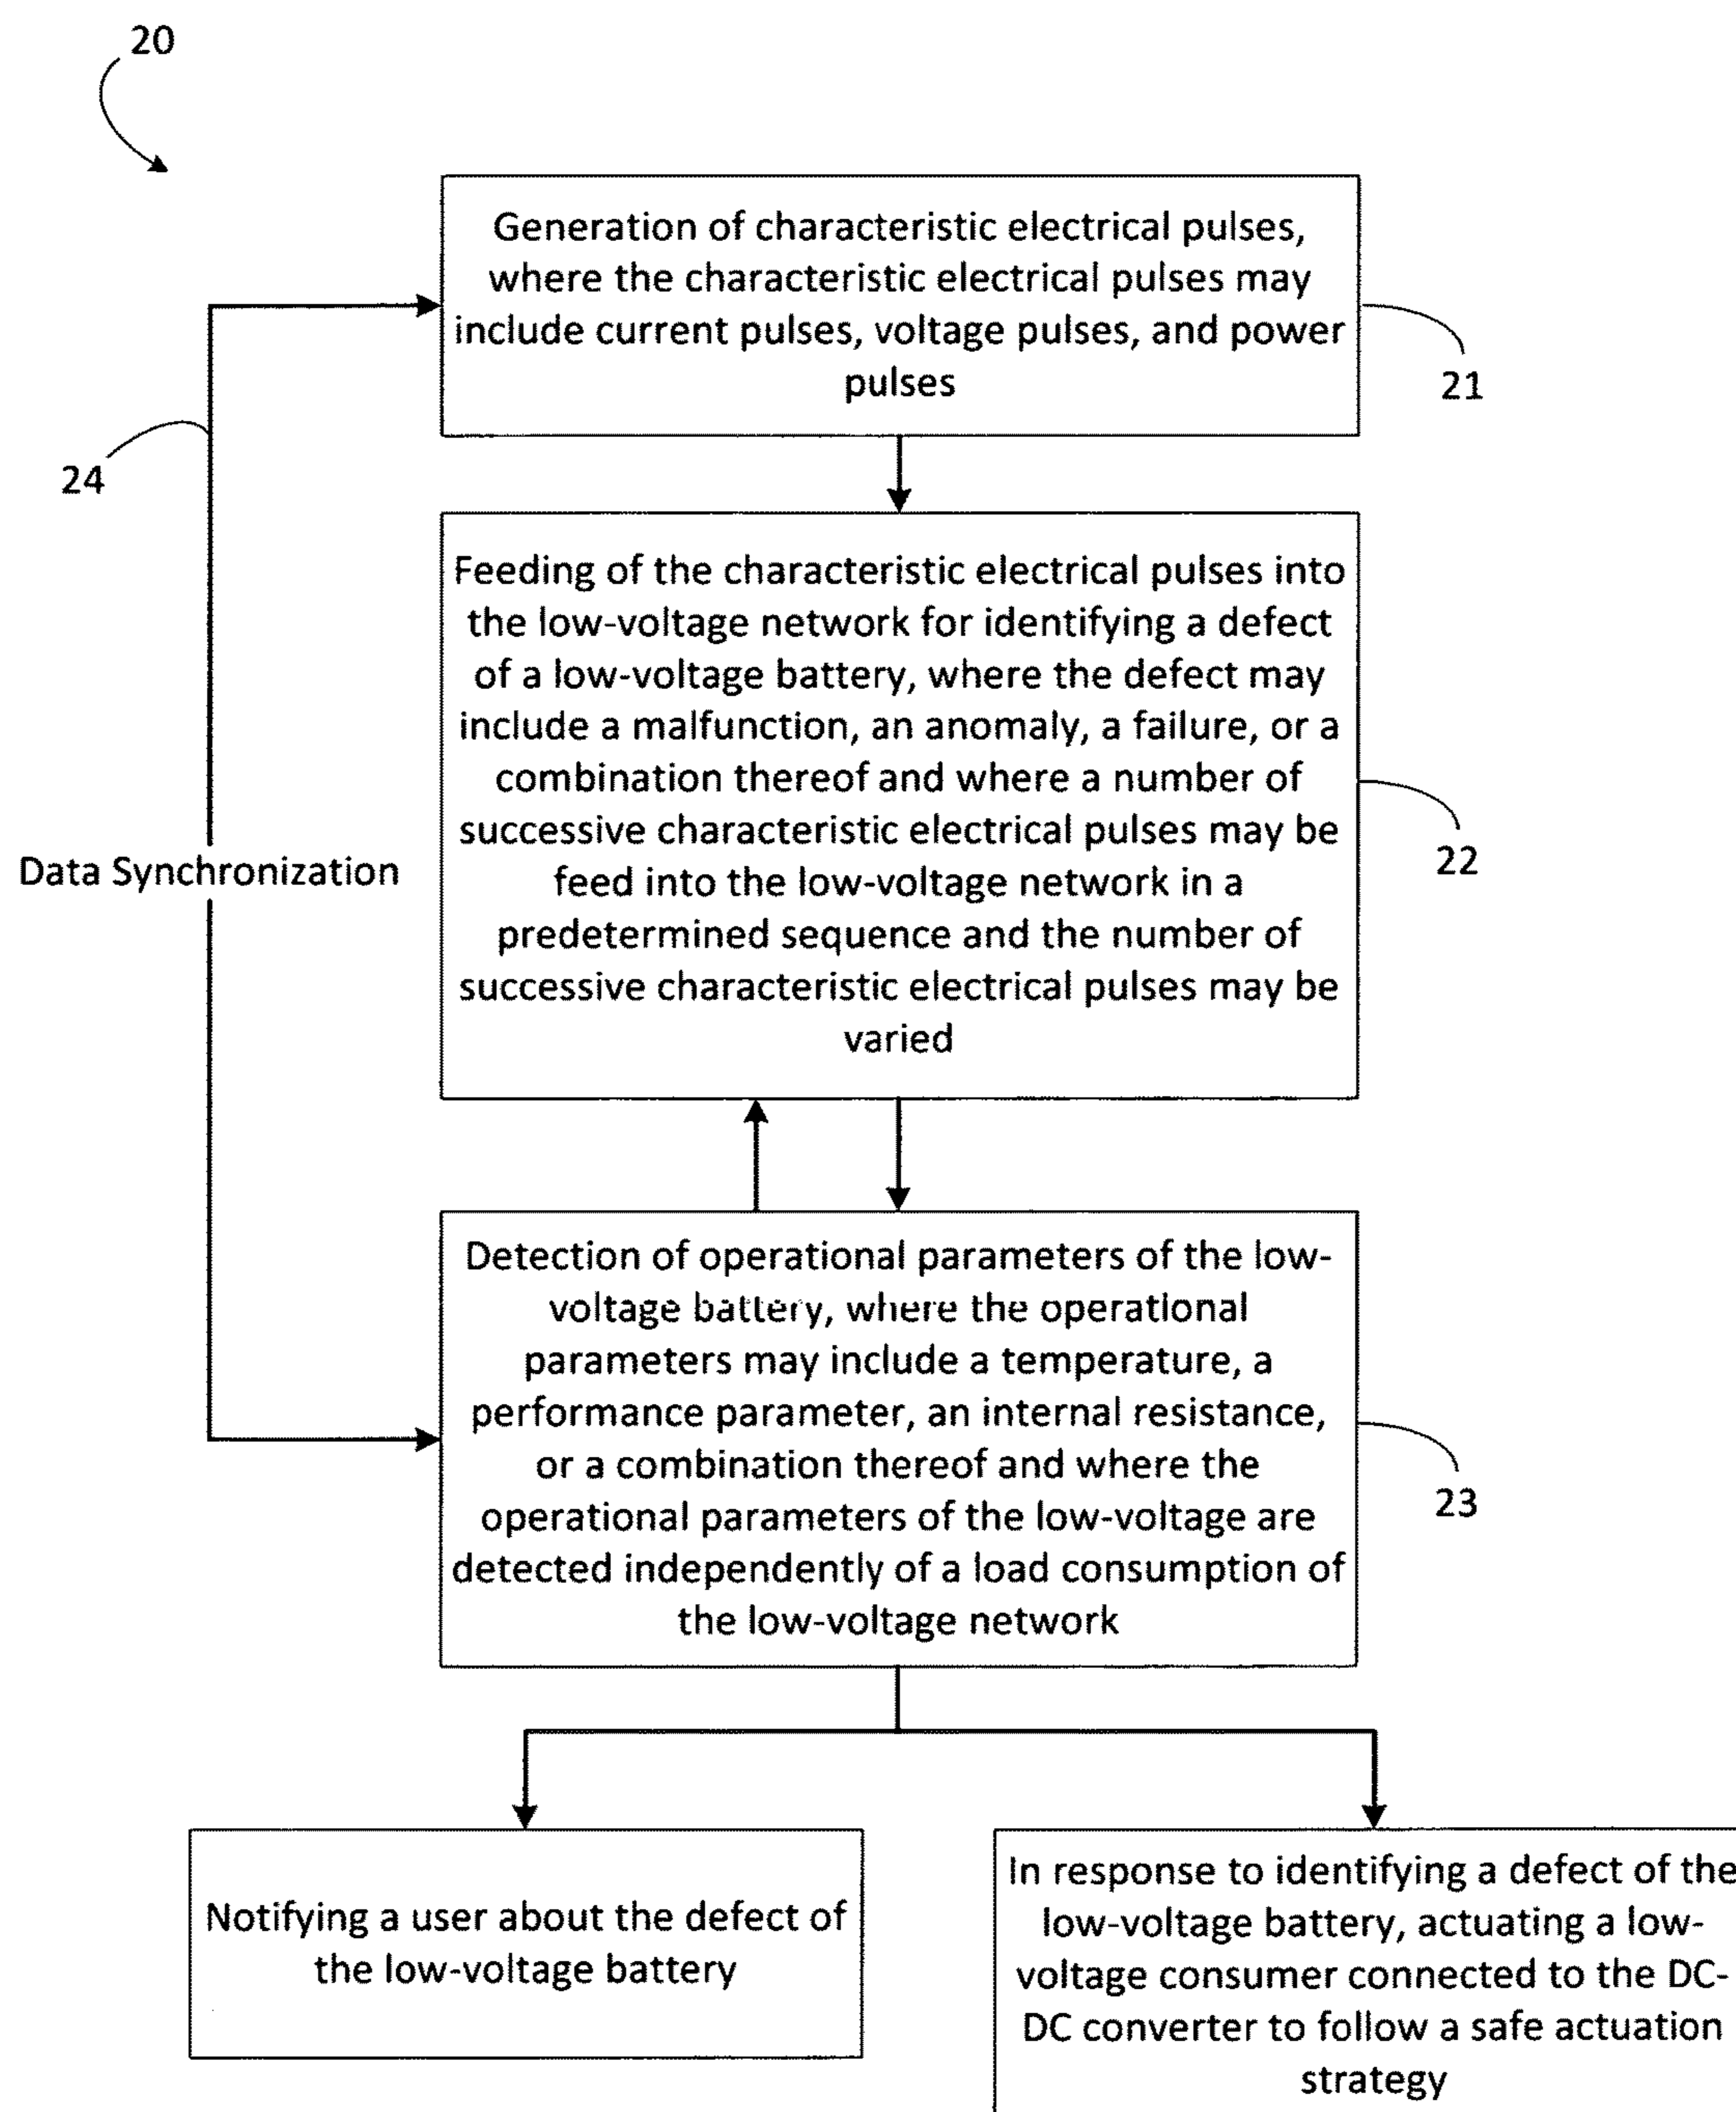 20
Generation of characteristic electrical pulses,
where the characteristic electrical pulses may
include current pulses, voltage pulses, and power
pulses
21
24
Feeding of the characteristic electrical pulses into
the low-voltage network for identifying a defect
of a low-voltage battery, where the defect may
include a malfunction, an anomaly, a failure, or a
combination thereof and where a number of
successive characteristic electrical pulses may be
feed into the low-voltage network in a
predetermined sequence and the number of
successive characteristic electrical pulses may be
varied
22
Data Synchronization
Detection of operational parameters of the low-
voltage battery, where the operational
parameters may include a temperature, a
performance parameter, an internal resistance,
or a combination thereof and where the
operational parameters of the low-voltage are
detected independently of a load consumption of
the low-voltage network
23
Notifying a user about the defect of
the low-voltage battery
In response to identifying a defect of the
low-voltage battery, actuating a low-
voltage consumer connected to the DC-
DC converter to follow a safe actuation
strategy